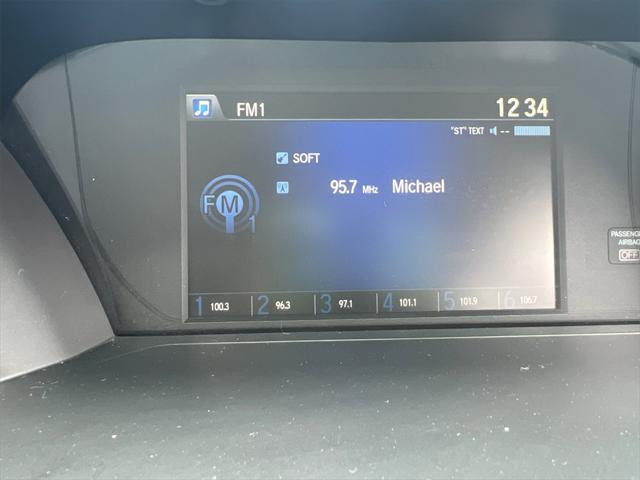 FM1 12:34
"ST" TEXT --
SOFT
95.7 MHz Michael
FM 1
PASSENGE
AIRBAG
OFF
1 100.3 2 96.3 3 97.1 4 101.1 5 101.9 6 106.7